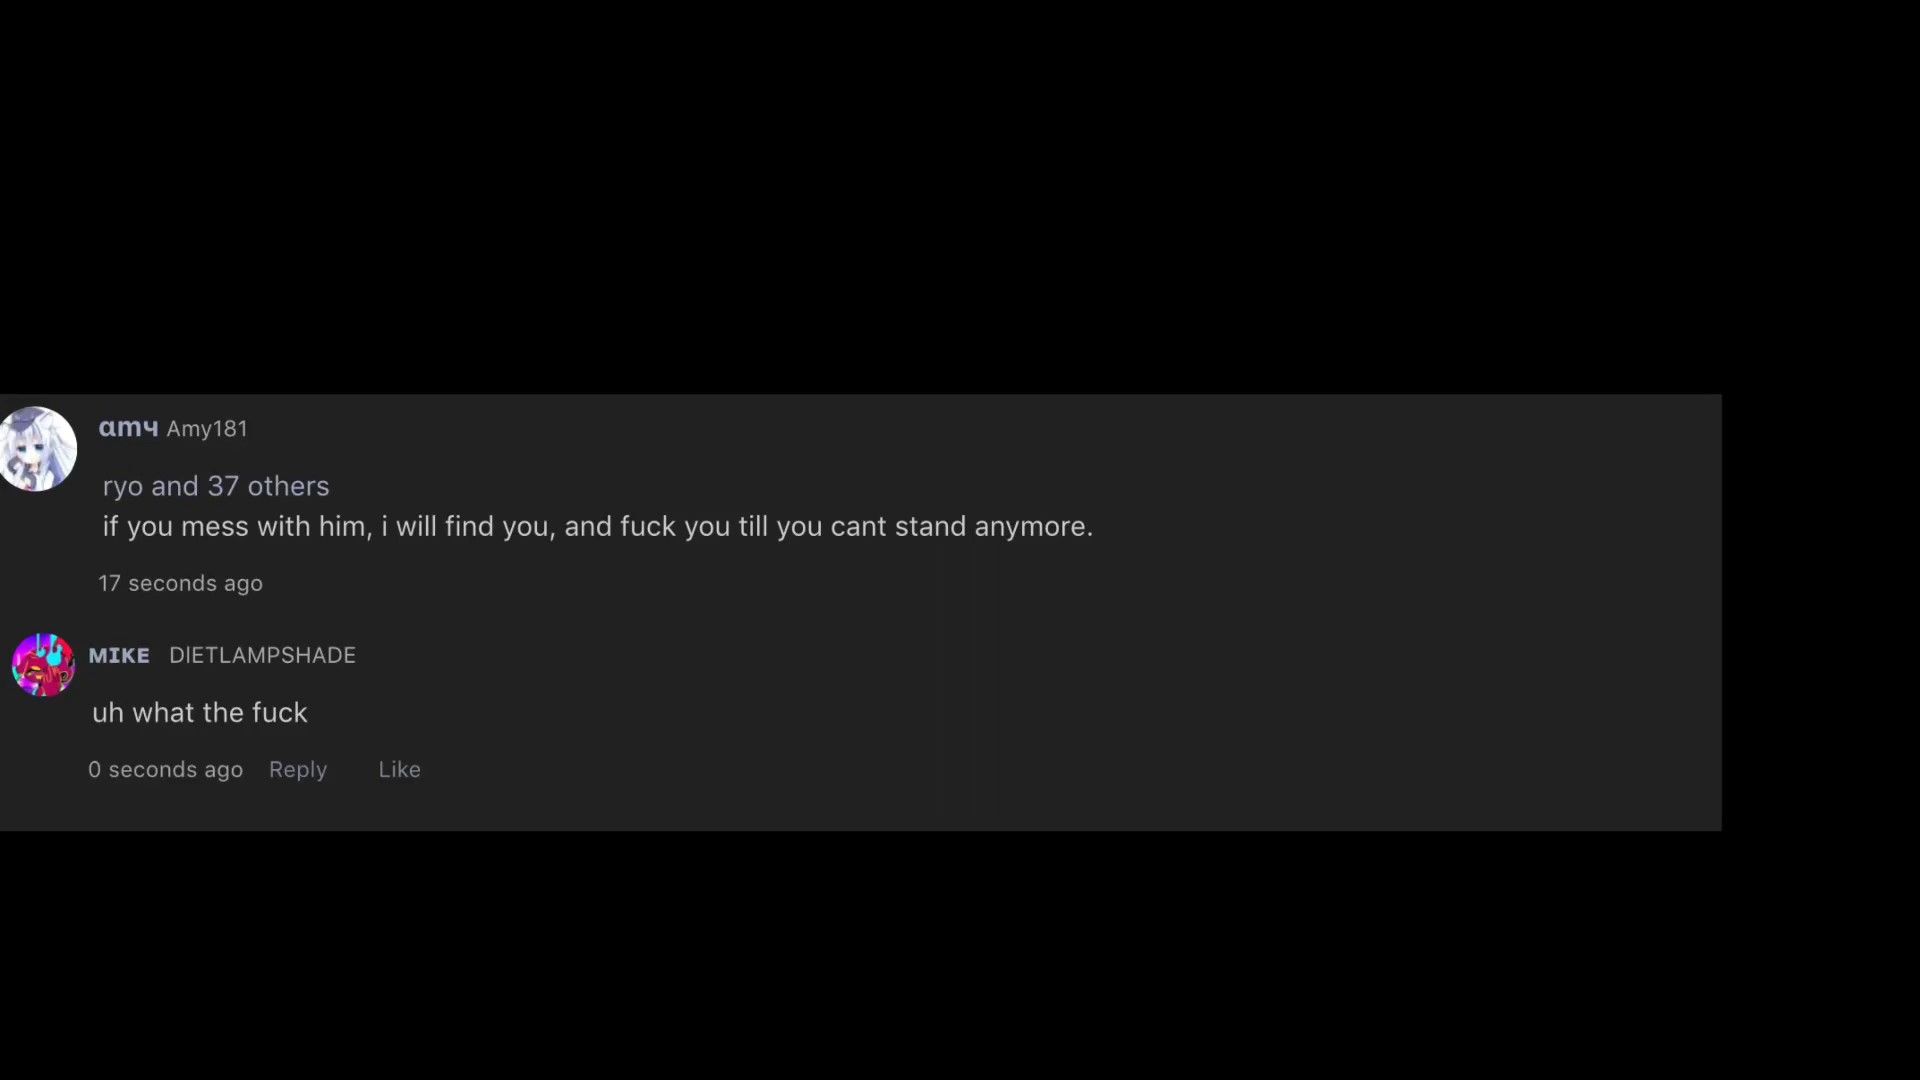 αmч Amy181
ryo and 37 others
if you mess with him, i will find you, and fuck you till you cant stand anymore.
17 seconds ago
MIKE DIETLAMPSHADE
uh what the fuck
0 seconds ago Reply Like